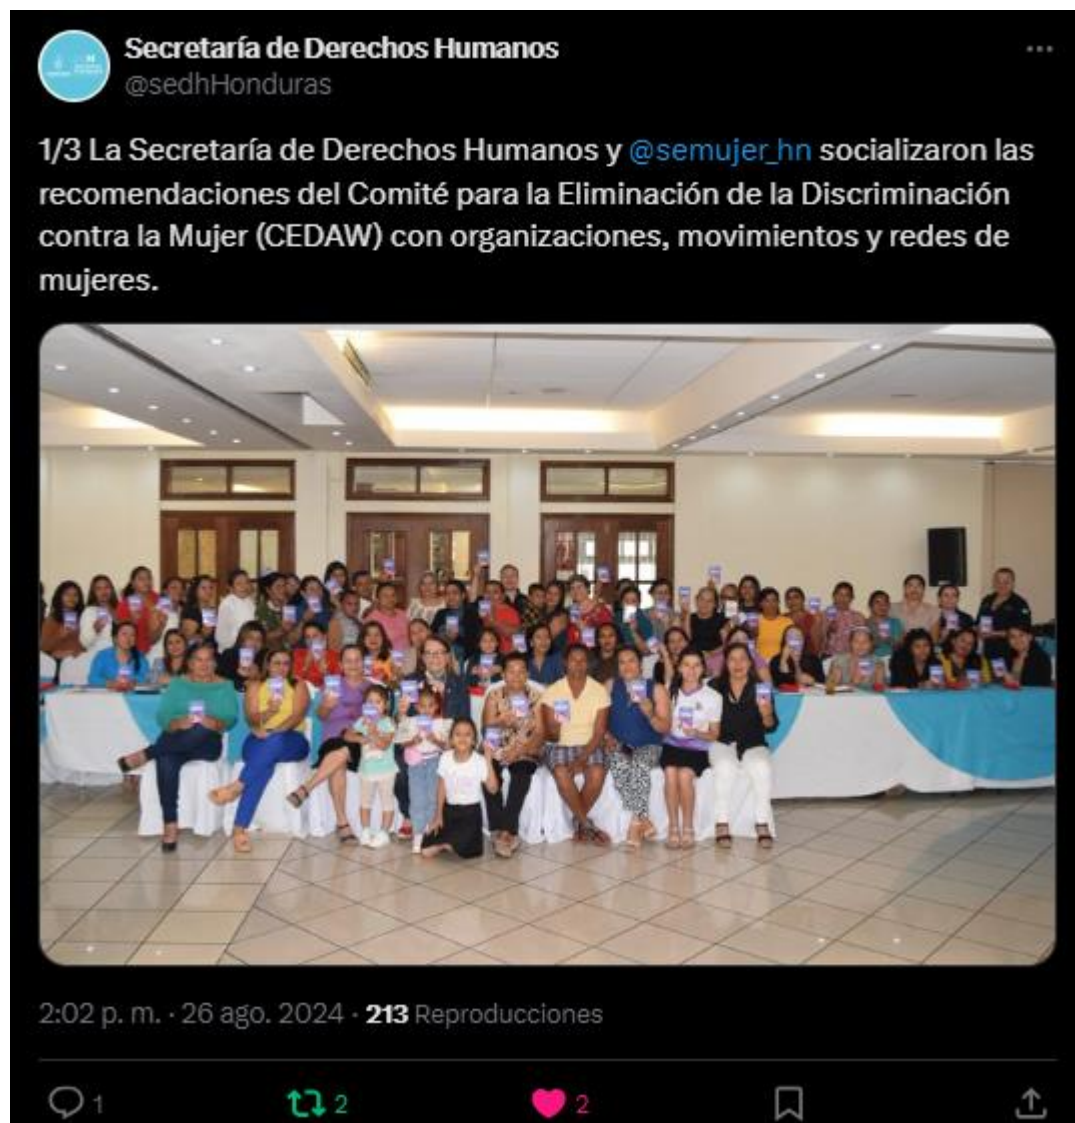 Secretaría de Derechos Humanos
@sedhHonduras
1/3 La Secretaría de Derechos Humanos y @semujer_hn socializaron las
recomendaciones del Comité para la Eliminación de la Discriminación
contra la Mujer (CEDAW) con organizaciones, movimientos y redes de
mujeres.
2:02 p. m. · 26 ago. 2024 · 213 Reproducciones
1 2 2